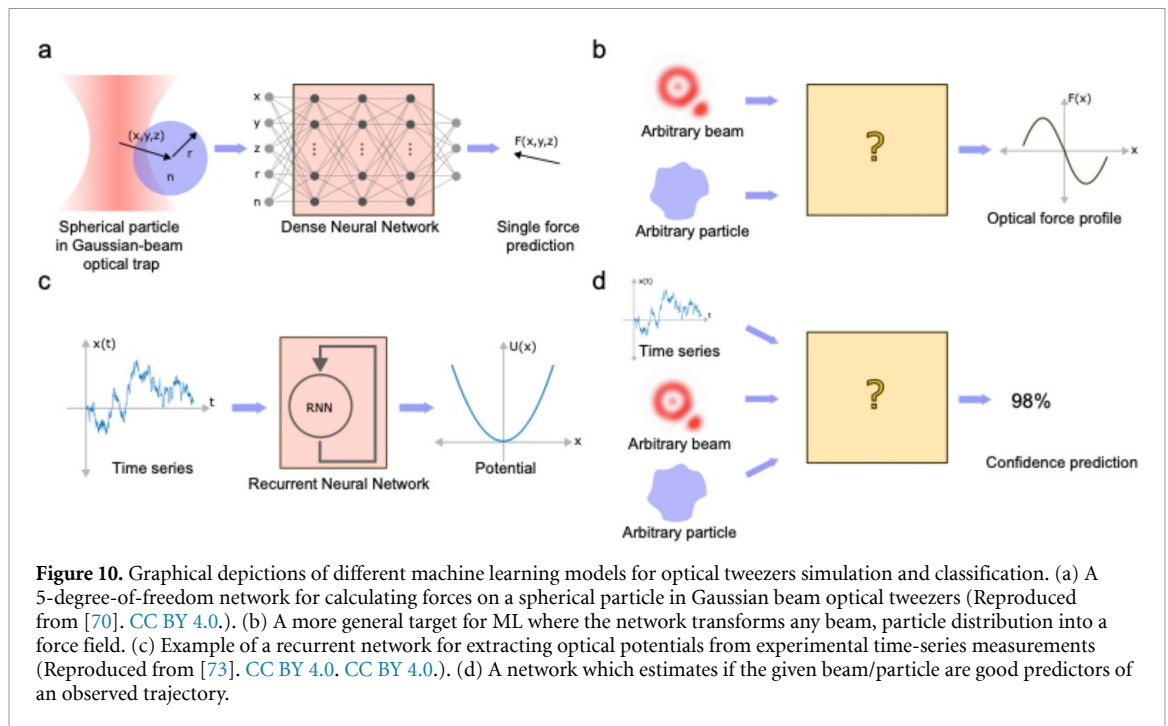 a
(x,y,z)
r
n
Spherical particle
in Gaussian-beam
optical trap
x
y
z
r
n
Dense Neural Network
F(x,y,z)
Single force
prediction
b
Arbitrary beam
Arbitrary particle
?
F(x)
x
Optical force profile
c
x(t)
t
Time series
RNN
Recurrent Neural Network
U(x)
x
Potential
d
x(t)
t
Time series
Arbitrary beam
Arbitrary particle
?
98%
Confidence prediction
Figure 10. Graphical depictions of different machine learning models for optical tweezers simulation and classification. (a) A
5-degree-of-freedom network for calculating forces on a spherical particle in Gaussian beam optical tweezers (Reproduced
from [70]. CC BY 4.0.). (b) A more general target for ML where the network transforms any beam, particle distribution into a
force field. (c) Example of a recurrent network for extracting optical potentials from experimental time-series measurements
(Reproduced from [73]. CC BY 4.0. CC BY 4.0.). (d) A network which estimates if the given beam/particle are good predictors of
an observed trajectory.